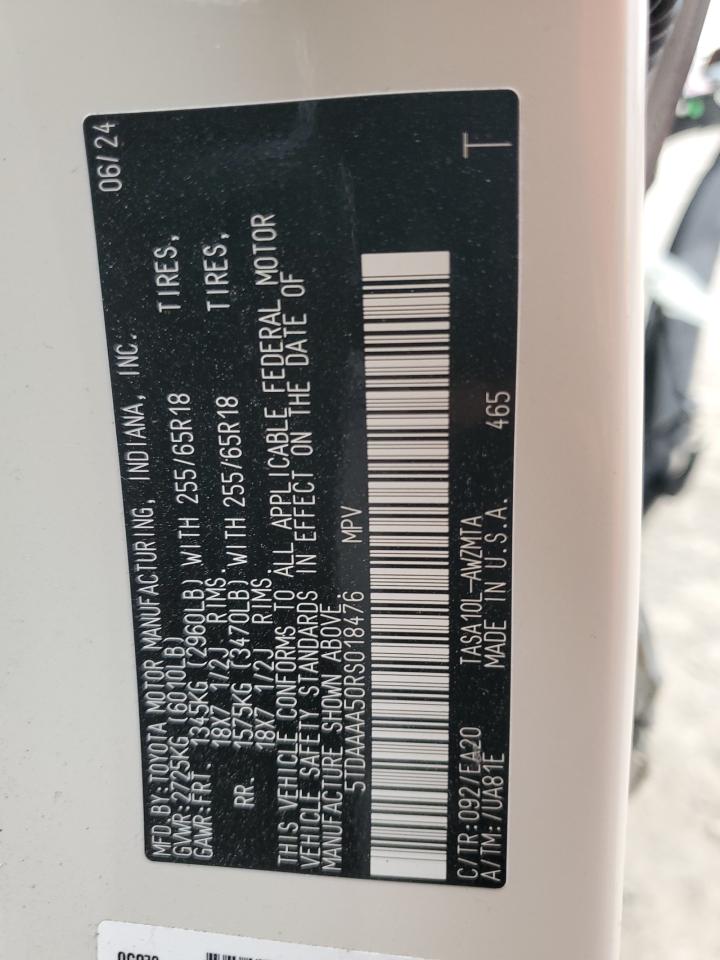 MFD.BY:TOYOTA MOTOR MANUFACTURING, INDIANA, INC. 06/24
GVWR:2725KG (6010LB)
GAWR:FRT. 1345KG (2960LB) WITH 255/65R18 TIRES,
18X7 1/2J RIMS.
RR. 1575KG (3470LB) WITH 255/65R18 TIRES,
18X7 1/2J RIMS.
THIS VEHICLE CONFORMS TO ALL APPLICABLE FEDERAL MOTOR
VEHICLE SAFETY STANDARDS IN EFFECT ON THE DATE OF
MANUFACTURE SHOWN ABOVE.
5TDAAAA50RS018476 MPV
C/TR:092/EA20 TASA10L-AWZMTA T
A/TM:/UA81E MADE IN U.S.A. 465